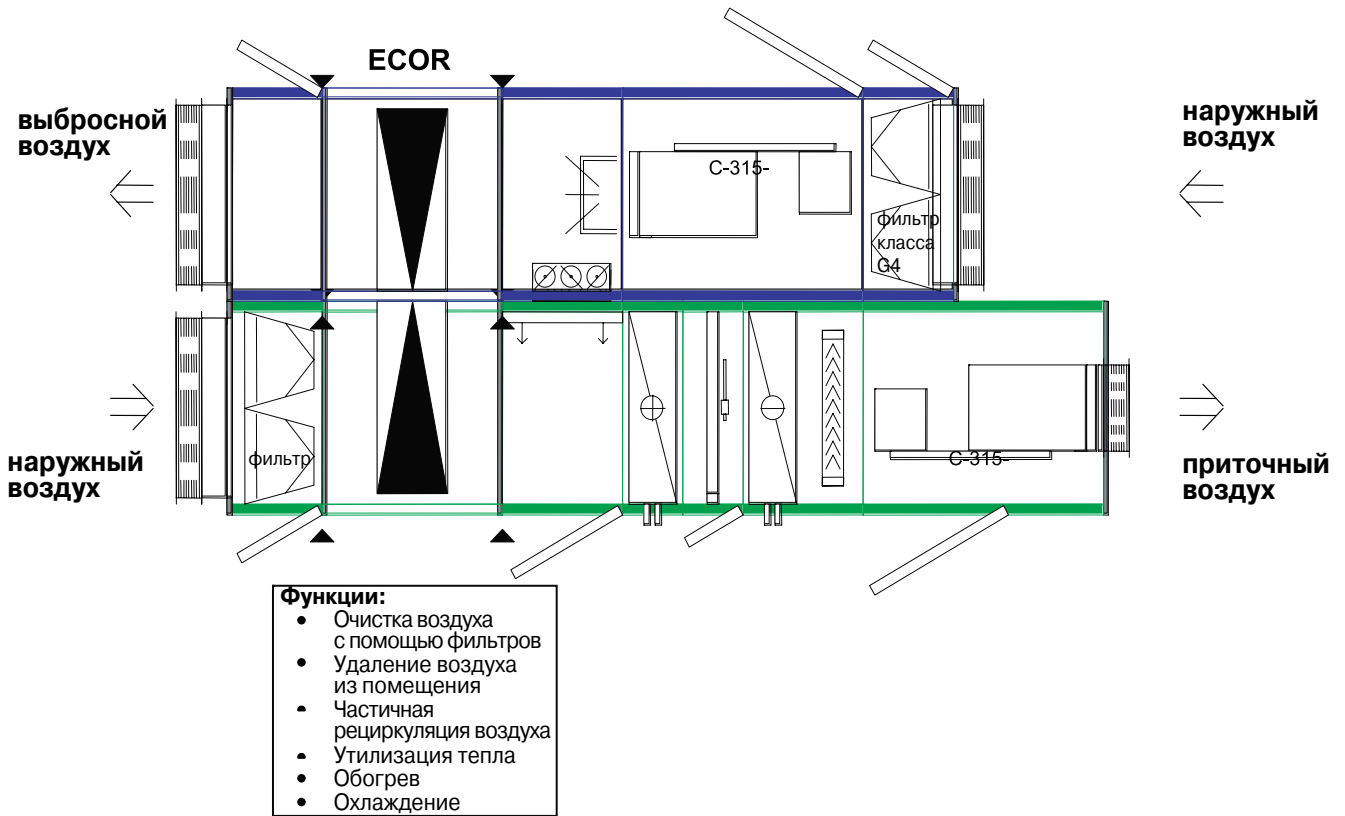 ECOR
выбросной
воздух
наружный
воздух
C-315-
фильтр
класса
G4
наружный
воздух
фильтр
C-315-
приточный
воздух
Функции:
• Очистка воздуха
с помощью фильтров
• Удаление воздуха
из помещения
• Частичная
рециркуляция воздуха
• Утилизация тепла
• Обогрев
• Охлаждение